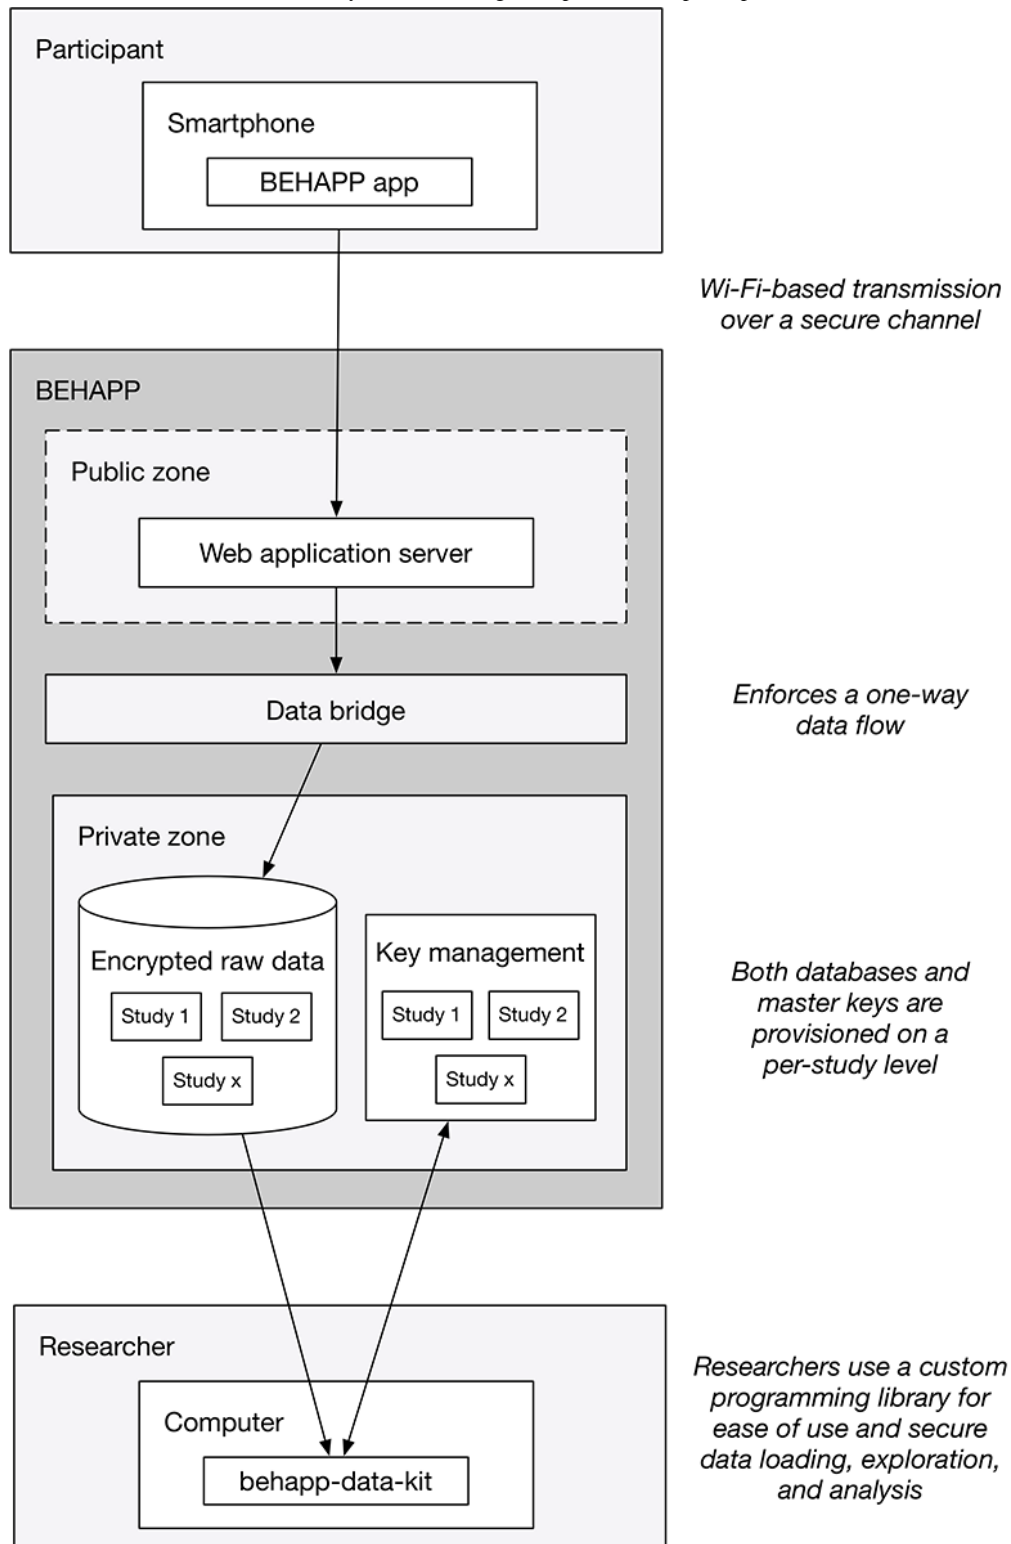 Participant
Smartphone
BEHAPP app
Wi-Fi-based transmission
over a secure channel
BEHAPP
Public zone
Web application server
Data bridge
Enforces a one-way
data flow
Private zone
Encrypted raw data
Study 1
Study 2
Study x
Key management
Study 1
Study 2
Study x
Both databases and
master keys are
provisioned on a
per-study level
Researcher
Computer
behapp-data-kit
Researchers use a custom
programming library for
ease of use and secure
data loading, exploration,
and analysis